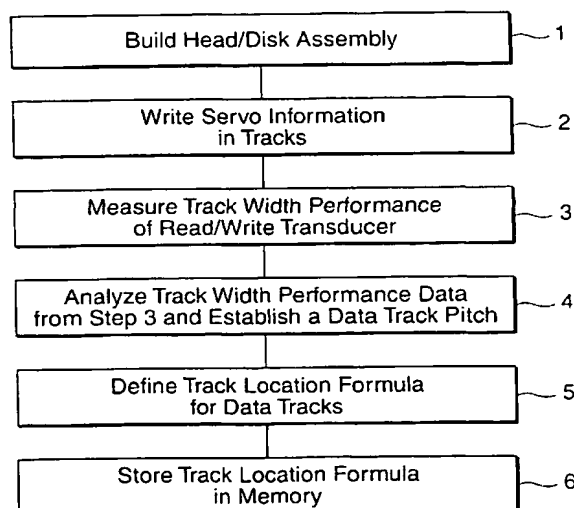 Build Head/Disk Assembly
1
Write Servo Information
in Tracks
2
Measure Track Width Performance
of Read/Write Transducer
3
Analyze Track Width Performance Data
from Step 3 and Establish a Data Track Pitch
4
Define Track Location Formula
for Data Tracks
5
Store Track Location Formula
in Memory
6